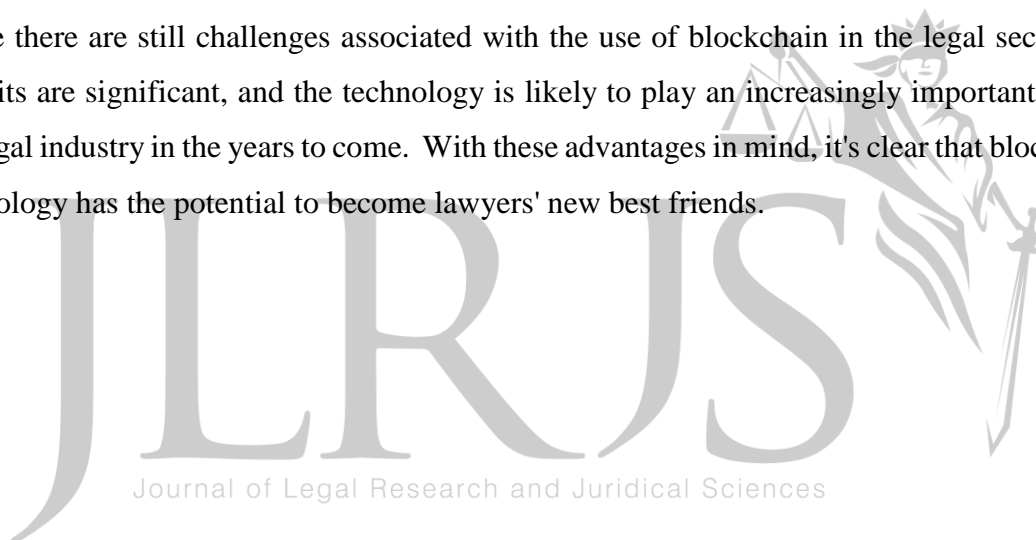 e there are still challenges associated with the use of blockchain in the legal sec
its are significant, and the technology is likely to play an increasingly important
gal industry in the years to come. With these advantages in mind, it's clear that bloc
ology has the potential to become lawyers' new best friends.
JLRJS
Journal of Legal Research and Juridical Sciences